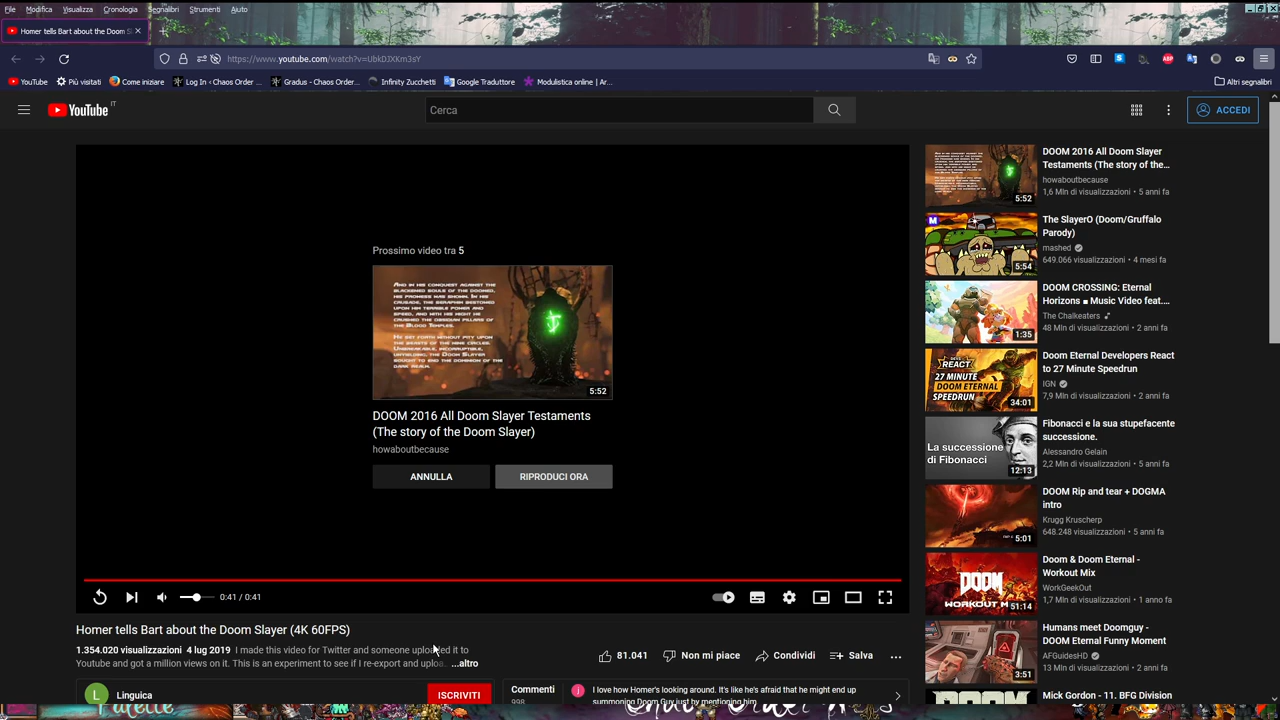 File Modifica Visualizza Cronologia Segnalibri Strumenti Aiuto
Homer tells Bart about the Doom S
https://www.youtube.com/watch?v=UbkDJXKm3sY
YouTube Più visitati Come iniziare Log In - Chaos Order ... Gradus - Chaos Order... Infinity Zucchetti Google Traduttore Modulistica online | Ar... Altri segnalibri
YouTube IT
Cerca
ACCEDI
Prossimo video tra 5
5:52
DOOM 2016 All Doom Slayer Testaments
(The story of the Doom Slayer)
howaboutbecause
ANNULLA RIPRODUCI ORA
0:41 / 0:41
Homer tells Bart about the Doom Slayer (4K 60FPS)
1.354.020 visualizzazioni 4 lug 2019 I made this video for Twitter and someone uploaded it to
Youtube and got a million views on it. This is an experiment to see if I re-export and uploa. ...altro
81.041 Non mi piace Condividi Salva
L Linguica
ISCRIVITI
Commenti
998
I love how Homer's looking around. It's like he's afraid that he might end up
summoning Doom Guy just by mentioning him.
5:52
DOOM 2016 All Doom Slayer
Testaments (The story of the...
howaboutbecause
1,6 Mln di visualizzazioni • 5 anni fa
M
5:54
The SlayerO (Doom/Gruffalo
Parody)
mashed
649.066 visualizzazioni • 4 mesi fa
1:35
DOOM CROSSING: Eternal
Horizons ■ Music Video feat....
The Chalkeaters
48 Mln di visualizzazioni • 2 anni fa
DEVS
REACT
27 MINUTE
DOOM ETERNAL
SPEEDRUN
34:01
Doom Eternal Developers React
to 27 Minute Speedrun
IGN
7,9 Mln di visualizzazioni • 2 anni fa
La successione
di Fibonacci
12:13
Fibonacci e la sua stupefacente
successione.
Alessandro Gelain
2,2 Mln di visualizzazioni • 5 anni fa
5:01
DOOM Rip and tear + DOGMA
intro
Krugg Kruscherp
648.248 visualizzazioni • 5 anni fa
DOOM
WORKOUT M
51:14
Doom & Doom Eternal -
Workout Mix
WorkGeekOut
1,7 Mln di visualizzazioni • 1 anno fa
3:51
Humans meet Doomguy -
DOOM Eternal Funny Moment
AFGuidesHD
13 Mln di visualizzazioni • 2 anni fa
Mick Gordon - 11. BFG Division